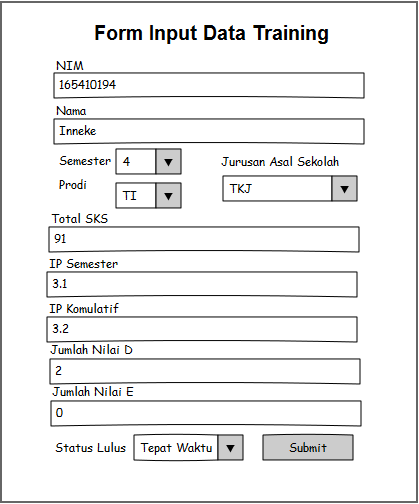 Form Input Data Training
NIM
165410194
Nama
Inneke
Semester 4
Jurusan Asal Sekolah
Prodi TI
TKJ
Total SKS
91
IP Semester
3.1
IP Komulatif
3.2
Jumlah Nilai D
2
Jumlah Nilai E
0
Status Lulus Tepat Waktu Submit